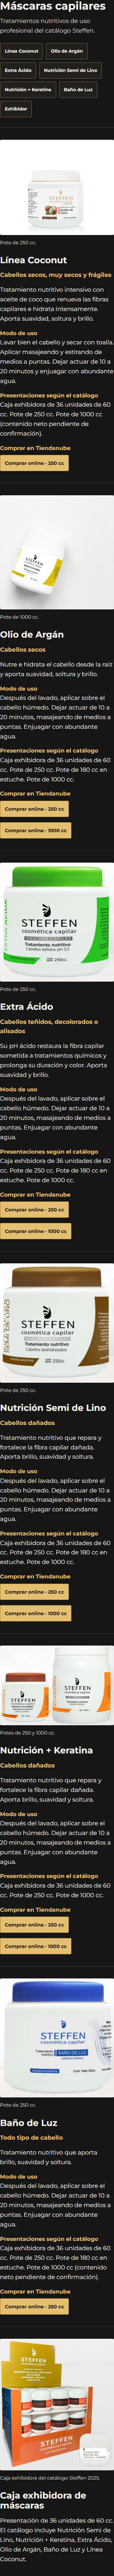 Máscaras capilares
Tratamientos nutritivos de uso
profesional del catálogo Steffen.
Línea Coconut
Olio de Argán
Extra Ácido
Nutrición Semi de Lino
Nutrición + Keratina
Baño de Luz
Exhibidor
Pote de 250 cc.
Línea Coconut
Cabellos secos, muy secos y frágiles
Tratamiento nutritivo intensivo con
aceite de coco que renueva las fibras
capilares e hidrata intensamente.
Aporta suavidad, soltura y brillo.
Modo de uso
Lavar bien el cabello y secar con toalla.
Aplicar masajeando y estirando de
medios a puntas. Dejar actuar de 10 a
20 minutos y enjuagar con abundante
agua.
Presentaciones según el catálogo
Caja exhibidora de 36 unidades de 60
cc. Pote de 250 cc. Pote de 1000 cc
(contenido neto pendiente de
confirmación).
Comprar en Tiendanube
Comprar online · 250 cc
STEFFEN
Pote de 1000 cc.
Olio de Argán
Cabellos secos
Nutre e hidrata el cabello desde la raíz
y aporta suavidad, soltura y brillo.
Modo de uso
Después del lavado, aplicar sobre el
cabello húmedo. Dejar actuar de 10 a
20 minutos, masajeando de medios a
puntas. Enjuagar con abundante
agua.
Presentaciones según el catálogo
Caja exhibidora de 36 unidades de 60
cc. Pote de 250 cc. Pote de 180 cc en
estuche. Pote de 1000 cc.
Comprar en Tiendanube
Comprar online · 250 cc
Comprar online · 1000 cc
STEFFEN
cosmética capilar
Tratamiento nutritivo
Cabellos teñidos, pH 3,5
250cc.
Pote de 250 cc.
Extra Ácido
Cabellos teñidos, decolorados o
alisados
Su pH ácido restaura la fibra capilar
sometida a tratamientos químicos y
prolonga su duración y color. Aporta
suavidad y brillo.
Modo de uso
Después del lavado, aplicar sobre el
cabello húmedo. Dejar actuar de 10 a
20 minutos, masajeando de medios a
puntas. Enjuagar con abundante
agua.
Presentaciones según el catálogo
Caja exhibidora de 36 unidades de 60
cc. Pote de 250 cc. Pote de 180 cc en
estuche. Pote de 1000 cc.
Comprar en Tiendanube
Comprar online · 250 cc
Comprar online · 1000 cc
STEFFEN
cosmética capilar
Tratamiento nutritivo
Cabellos deshidratados
250cc.
Pote de 250 cc.
Nutrición Semi de Lino
Cabellos dañados
Tratamiento nutritivo que repara y
fortalece la fibra capilar dañada.
Aporta brillo, suavidad y soltura.
Modo de uso
Después del lavado, aplicar sobre el
cabello húmedo. Dejar actuar de 10 a
20 minutos, masajeando de medios a
puntas. Enjuagar con abundante
agua.
Presentaciones según el catálogo
Caja exhibidora de 36 unidades de 60
cc. Pote de 250 cc. Pote de 180 cc en
estuche. Pote de 1000 cc.
Comprar en Tiendanube
Comprar online · 250 cc
Comprar online · 1000 cc
STEFFEN
STEFFEN
cosmética capilar
Potes de 250 y 1000 cc.
Nutrición + Keratina
Cabellos dañados
Tratamiento nutritivo que repara y
fortalece la fibra capilar dañada.
Aporta brillo, suavidad y soltura.
Modo de uso
Después del lavado, aplicar sobre el
cabello húmedo. Dejar actuar de 10 a
20 minutos, masajeando de medios a
puntas. Enjuagar con abundante
agua.
Presentaciones según el catálogo
Caja exhibidora de 36 unidades de 60
cc. Pote de 250 cc. Pote de 1000 cc.
Comprar en Tiendanube
Comprar online · 250 cc
Comprar online · 1000 cc
STEFFEN
cosmética capilar
BAÑO DE LUZ
Pote de 250 cc.
Baño de Luz
Todo tipo de cabello
Tratamiento nutritivo que aporta
brillo, suavidad y soltura.
Modo de uso
Después del lavado, aplicar sobre el
cabello húmedo. Dejar actuar de 10 a
20 minutos, masajeando de medios a
puntas. Enjuagar con abundante
agua.
Presentaciones según el catálogo
Caja exhibidora de 36 unidades de 60
cc. Pote de 250 cc. Pote de 180 cc en
estuche. Pote de 1000 cc (contenido
neto pendiente de confirmación).
Comprar en Tiendanube
Comprar online · 250 cc
STEFFEN
Caja exhibidora del catálogo Steffen 2025.
Caja exhibidora de
máscaras
Presentación de 36 unidades de 60 cc.
El catálogo incluye Nutrición Semi de
Lino, Nutrición + Keratina, Extra Ácido,
Olio de Argán, Baño de Luz y Línea
Coconut.